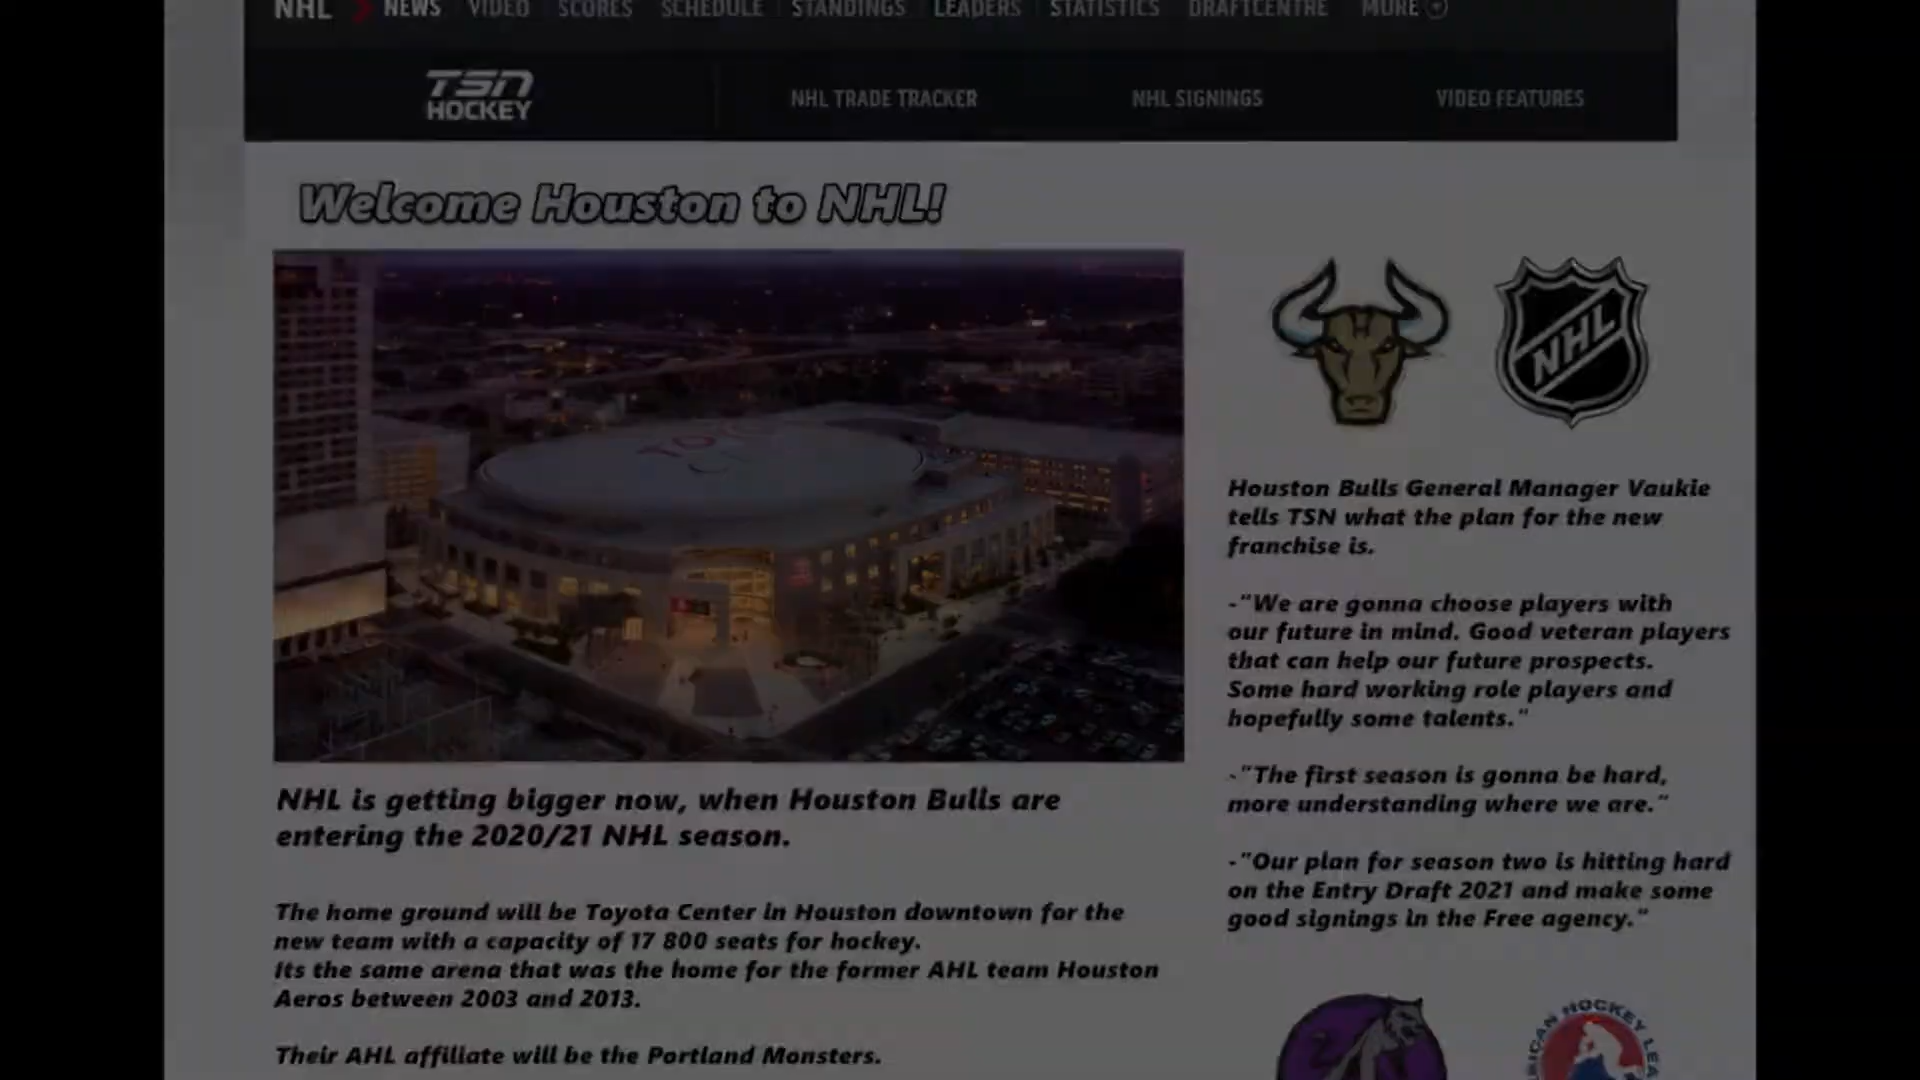 NHL NEWS VIDEO SCORES SCHEDULE STANDINGS LEADERS STATISTICS DRAFTCENTRE MORE
TSN
HOCKEY
NHL TRADE TRACKER NHL SIGNINGS VIDEO FEATURES
Welcome Houston to NHL!
NHL
Houston Bulls General Manager Vaukie
tells TSN what the plan for the new
franchise is.
-"We are gonna choose players with
our future in mind. Good veteran players
that can help our future prospects.
Some hard working role players and
hopefully some talents."
-"The first season is gonna be hard,
more understanding where we are."
-"Our plan for season two is hitting hard
on the Entry Draft 2021 and make some
good signings in the Free agency."
NHL is getting bigger now, when Houston Bulls are
entering the 2020/21 NHL season.
The home ground will be Toyota Center in Houston downtown for the
new team with a capacity of 17 800 seats for hockey.
Its the same arena that was the home for the former AHL team Houston
Aeros between 2003 and 2013.
Their AHL affiliate will be the Portland Monsters.